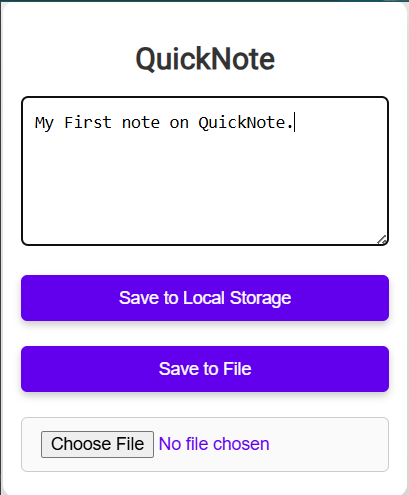 QuickNote
My First note on QuickNote.
Save to Local Storage
Save to File
Choose File No file chosen